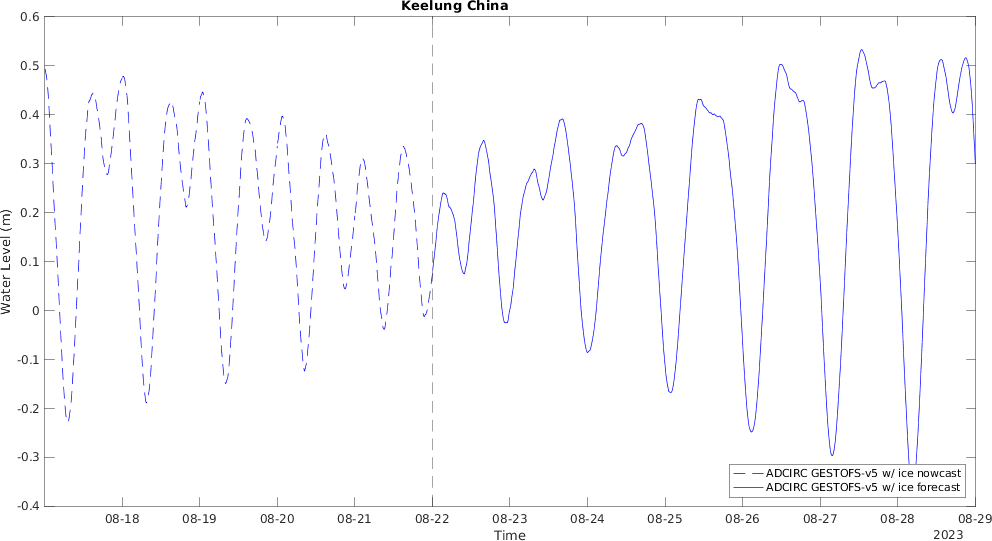 Keelung China
0.6
0.5
0.4
0.3
0.2
0.1
0
-0.1
-0.2
-0.3
-0.4
Water Level (m)
ADCIRC GESTOFS-v5 w/ ice nowcast
ADCIRC GESTOFS-v5 w/ ice forecast
08-18 08-19 08-20 08-21 08-22 08-23 08-24 08-25 08-26 08-27 08-28 08-29
Time
2023